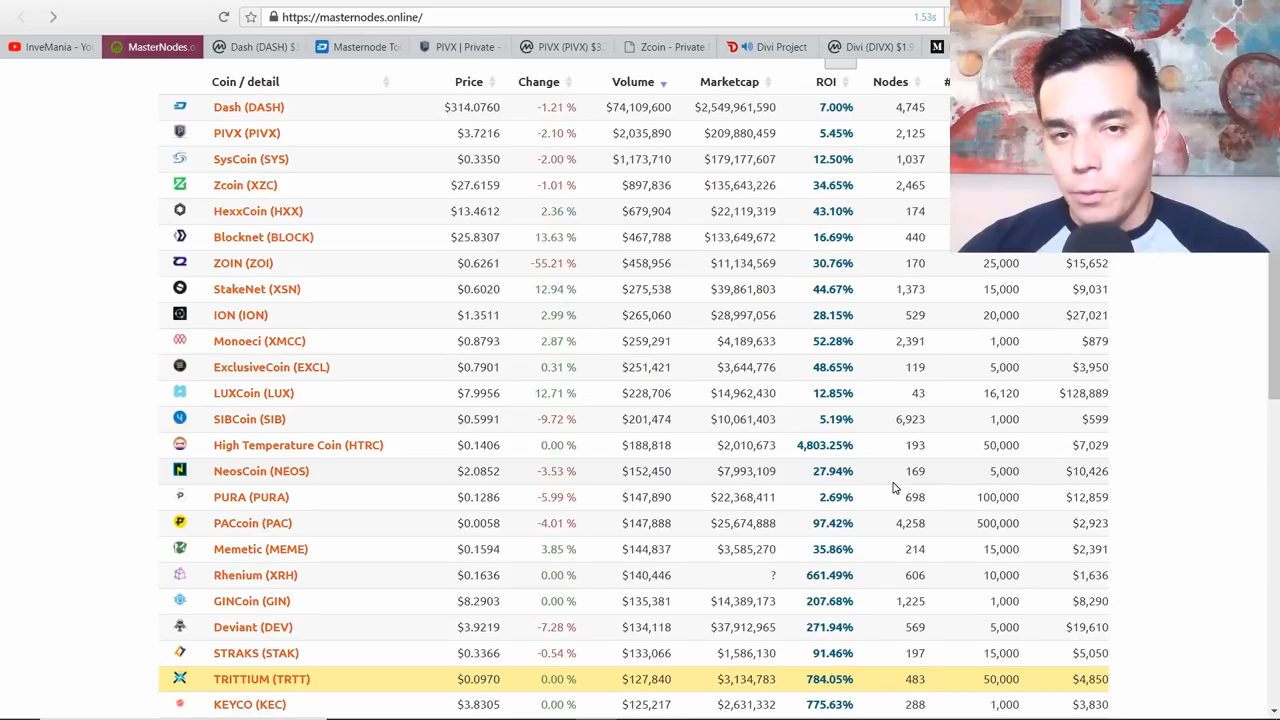 https://masternodes.online/ 1.53s
InveMania - Yo MasterNodes.o Dash (DASH) $3 Masternode To PIVX | Private - PIVX (PIVX) $3. Zcoin - Private Divi Project Divi (DIVX) $1.9
Coin / detail Price Change Volume Marketcap ROI Nodes #
Dash (DASH) $314.0760 -1.21 % $74,109,600 $2,549,961,590 7.00% 4,745
PIVX (PIVX) $3.7216 -2.10 % $2,035,890 $209,880,459 5.45% 2,125
SysCoin (SYS) $0.3350 -2.00 % $1,173,710 $179,177,607 12.50% 1,037
Zcoin (XZC) $27.6159 -1.01 % $897,836 $135,643,226 34.65% 2,465
HexxCoin (HXX) $13.4612 2.36 % $679,904 $22,119,319 43.10% 174
Blocknet (BLOCK) $25.8307 13.63 % $467,788 $133,649,672 16.69% 440
ZOIN (ZOI) $0.6261 -55.21 % $458,956 $11,134,569 30.76% 170 25,000 $15,652
StakeNet (XSN) $0.6020 12.94 % $275,538 $39,861,803 44.67% 1,373 15,000 $9,031
ION (ION) $1.3511 2.99 % $265,060 $28,997,056 28.15% 529 20,000 $27,021
Monoeci (XMCC) $0.8793 2.87 % $259,291 $4,189,633 52.28% 2,391 1,000 $879
ExclusiveCoin (EXCL) $0.7901 0.31 % $251,421 $3,644,776 48.65% 119 5,000 $3,950
LUXCoin (LUX) $7.9956 12.71 % $228,706 $14,962,430 12.85% 43 16,120 $128,889
SIBCoin (SIB) $0.5991 -9.72 % $201,474 $10,061,403 5.19% 6,923 1,000 $599
High Temperature Coin (HTRC) $0.1406 0.00 % $188,818 $2,010,673 4,803.25% 193 50,000 $7,029
NeosCoin (NEOS) $2.0852 -3.53 % $152,450 $7,993,109 27.94% 169 5,000 $10,426
PURA (PURA) $0.1286 -5.99 % $147,890 $22,368,411 2.69% 698 100,000 $12,859
PACcoin (PAC) $0.0058 -4.01 % $147,888 $25,674,888 97.42% 4,258 500,000 $2,923
Memetic (MEME) $0.1594 3.85 % $144,837 $3,585,270 35.86% 214 15,000 $2,391
Rhenium (XRH) $0.1636 0.00 % $140,446 ? 661.49% 606 10,000 $1,636
GINCoin (GIN) $8.2903 0.00 % $135,381 $14,389,173 207.68% 1,225 1,000 $8,290
Deviant (DEV) $3.9219 -7.28 % $134,118 $37,912,965 271.94% 569 5,000 $19,610
STRAKS (STAK) $0.3366 -0.54 % $133,066 $1,586,130 91.46% 197 15,000 $5,050
TRITTIUM (TRTT) $0.0970 0.00 % $127,840 $3,134,783 784.05% 483 50,000 $4,850
KEYCO (KEC) $3.8305 0.00 % $125,217 $2,631,332 775.63% 288 1,000 $3,830